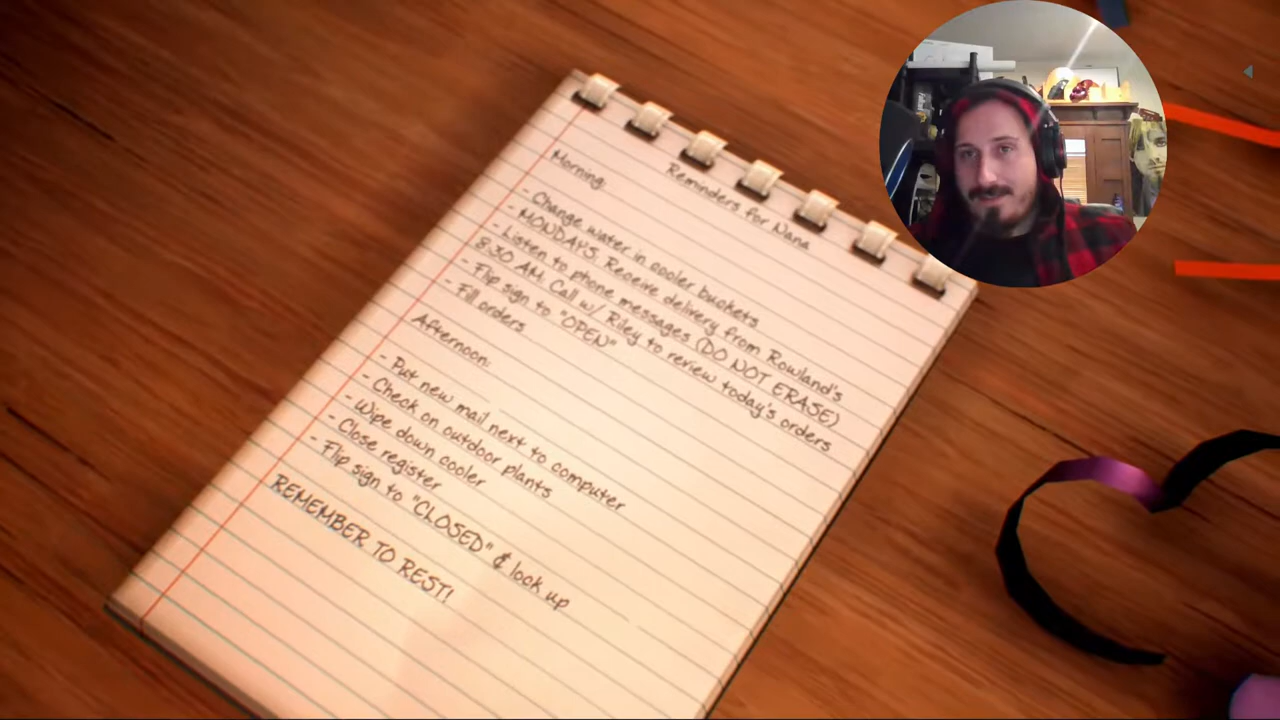 Reminders for Nana
Morning:
- Change water in cooler buckets
- MONDAYS: Receive delivery from Rowland's
- Listen to phone messages (DO NOT ERASE)
8:30 AM: Call w/ Riley to review today's orders
- Flip sign to "OPEN"
- Fill orders
Afternoon:
- Put new mail next to computer
- Check on outdoor plants
- Wipe down cooler
- Close register
- Flip sign to "CLOSED" & lock up
REMEMBER TO REST!